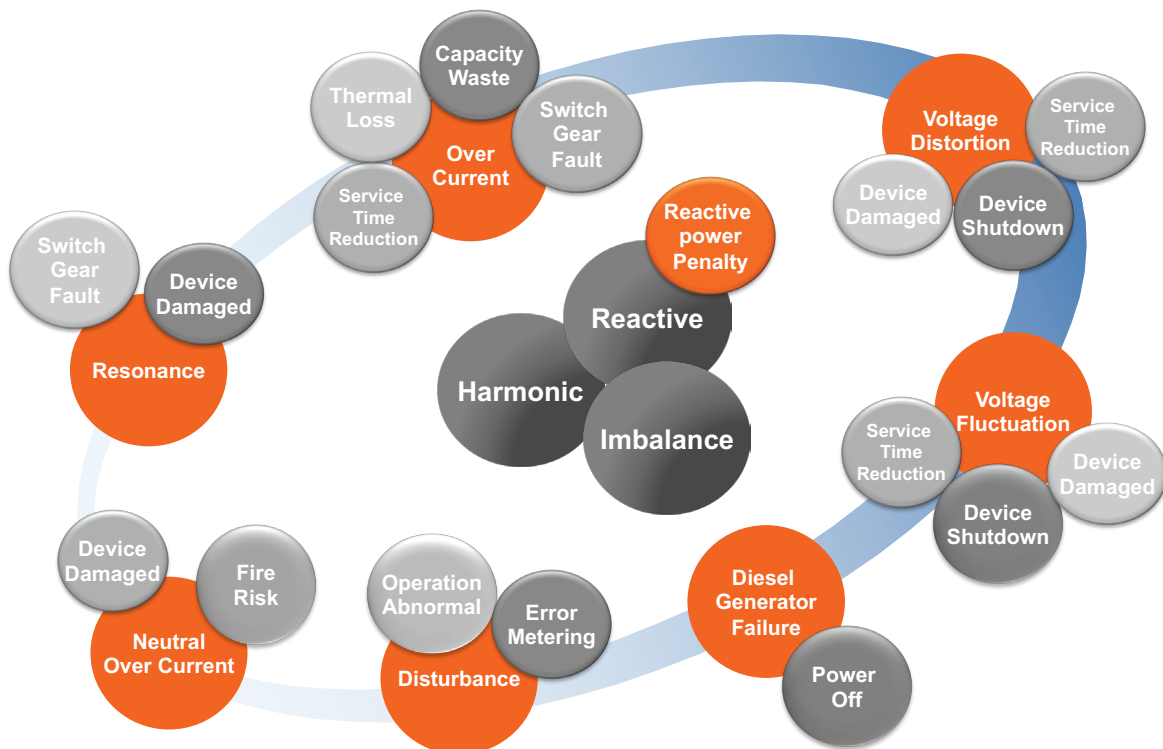 Capacity
Waste
Thermal
Loss
Switch
Gear
Fault
Over
Current
Service
Time
Reduction
Voltage
Distortion
Service
Time
Reduction
Device
Damaged
Device
Shutdown
Switch
Gear
Fault
Device
Damaged
Resonance
Reactive
power
Penalty
Reactive
Harmonic
Imbalance
Voltage
Fluctuation
Service
Time
Reduction
Device
Damaged
Device
Shutdown
Device
Damaged
Fire
Risk
Neutral
Over Current
Operation
Abnormal
Error
Metering
Disturbance
Diesel
Generator
Failure
Power
Off